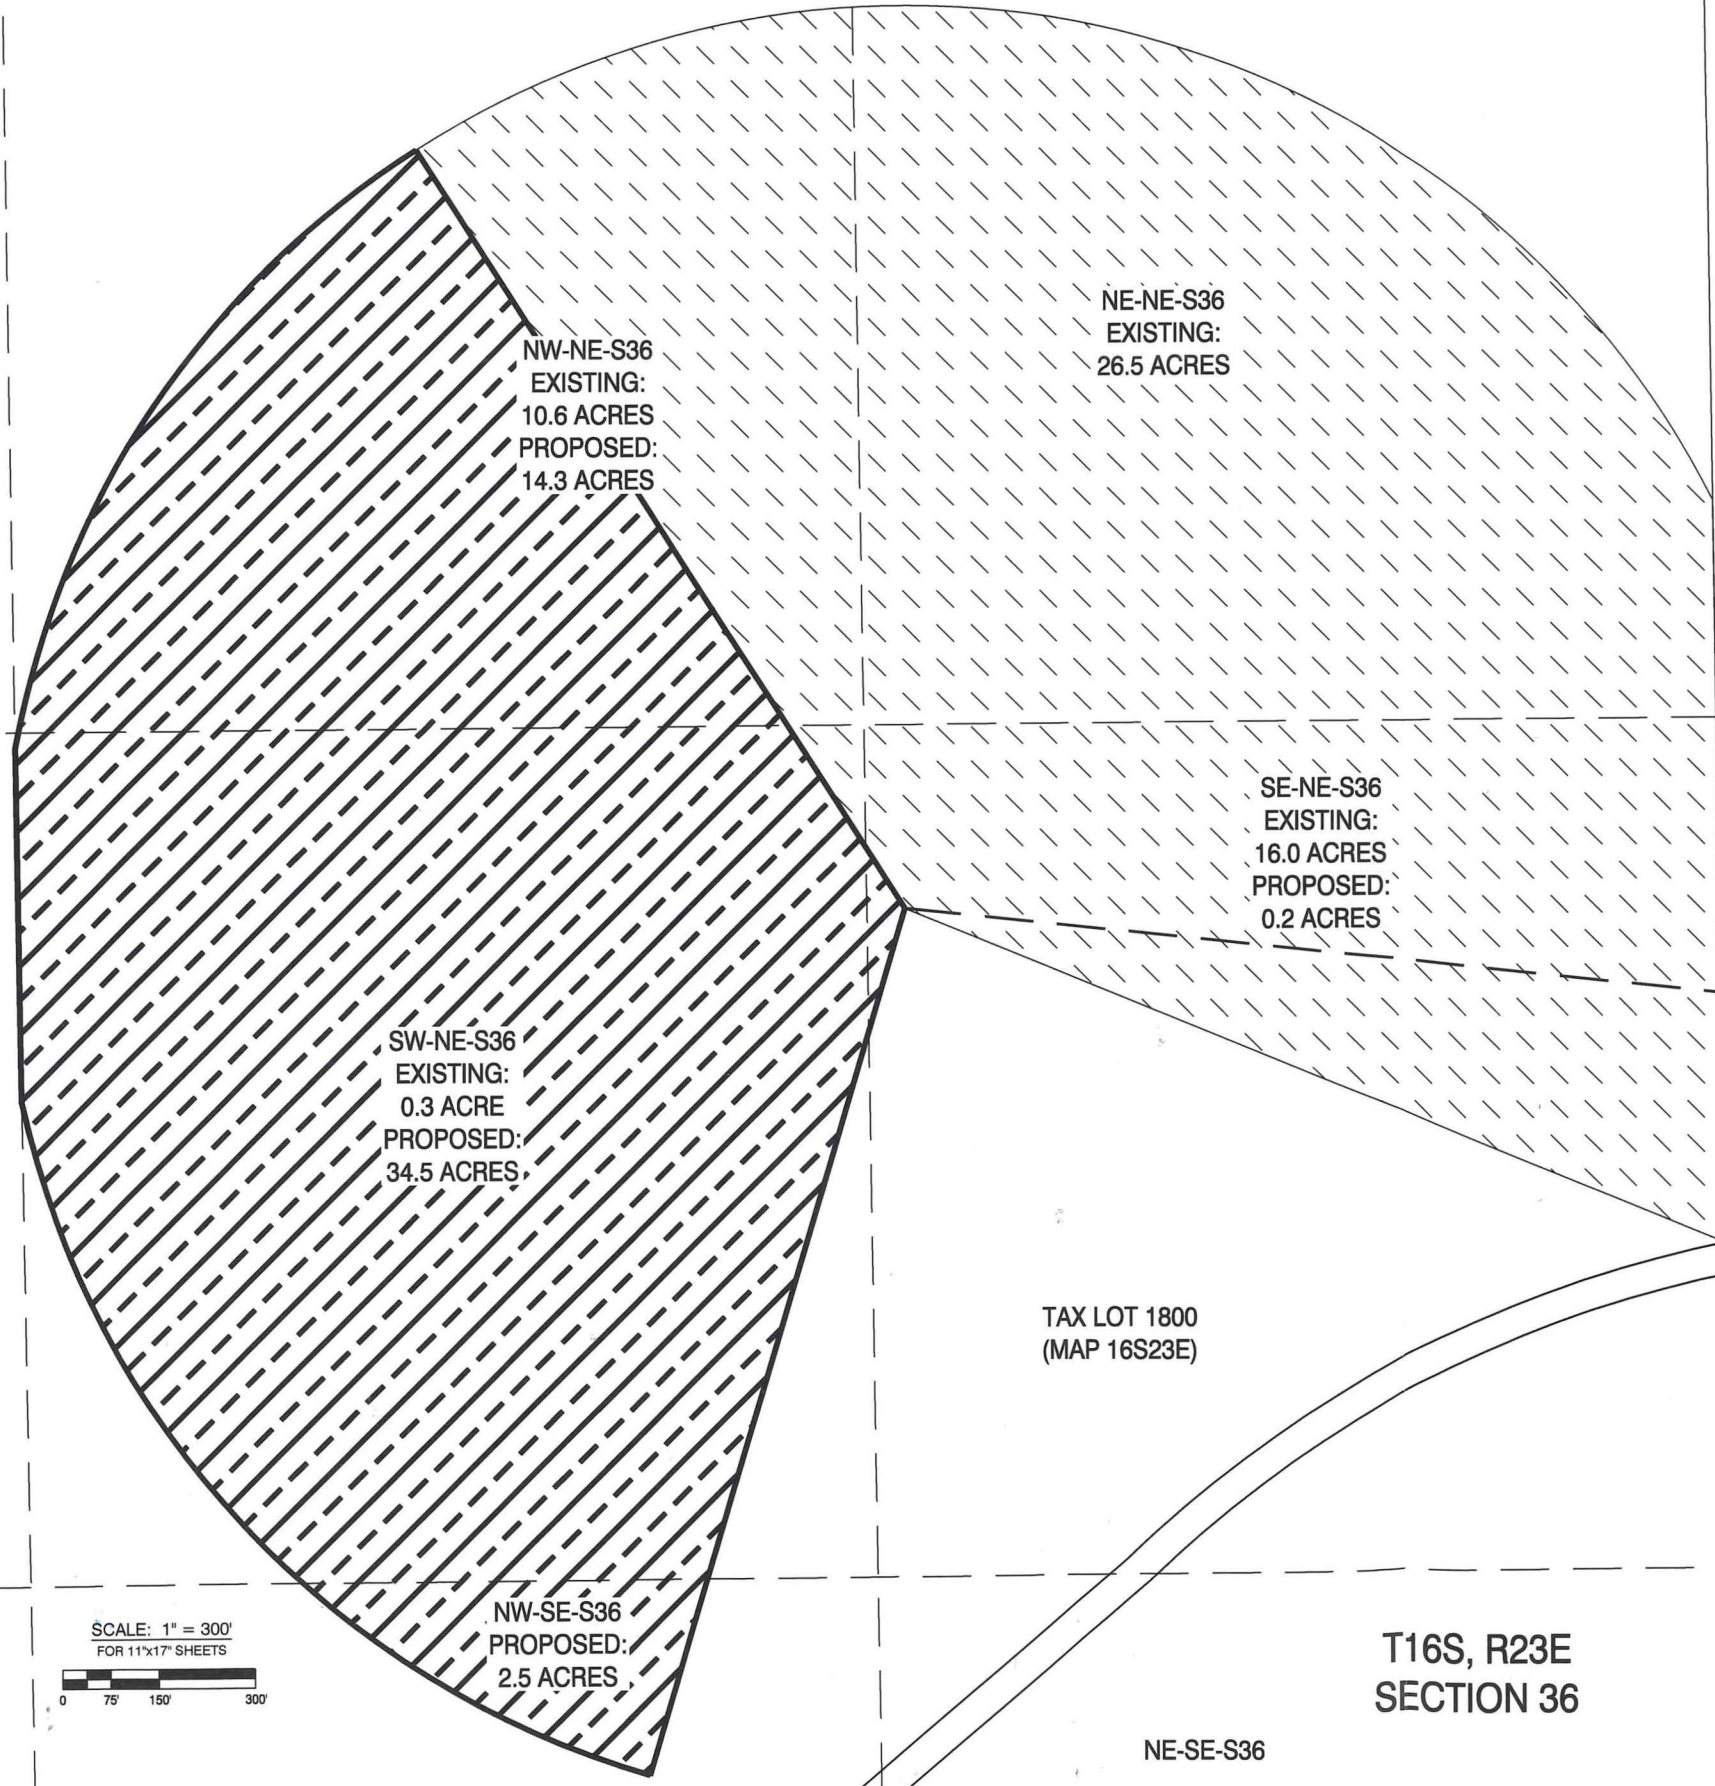 NE-NE-S36
EXISTING:
26.5 ACRES
NW-NE-S36
EXISTING:
10.6 ACRES
PROPOSED:
14.3 ACRES
SE-NE-S36
EXISTING:
16.0 ACRES
PROPOSED:
0.2 ACRES
SW-NE-S36
EXISTING:
0.3 ACRE
PROPOSED:
34.5 ACRES
TAX LOT 1800
(MAP 16S23E)
NW-SE-S36
PROPOSED:
2.5 ACRES
SCALE: 1" = 300'
FOR 11"x17" SHEETS
0 75' 150' 300'
T16S, R23E
SECTION 36
NE-SE-S36